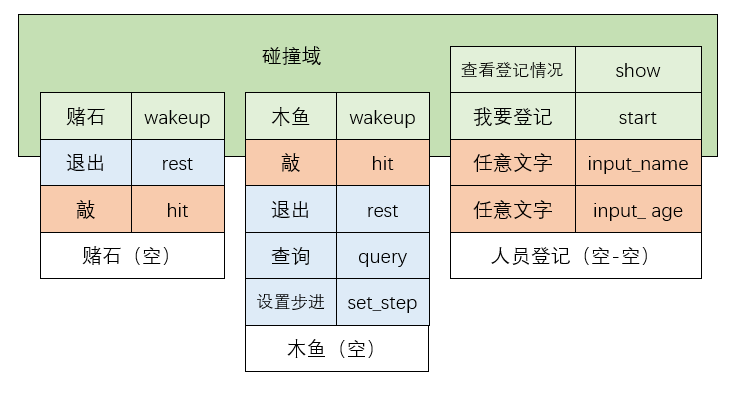 碰撞域
赌石 wakeup
退出 rest
敲 hit
赌石（空）
木鱼 wakeup
敲 hit
退出 rest
查询 query
设置步进 set_step
木鱼（空）
查看登记情况 show
我要登记 start
任意文字 input_name
任意文字 input_ age
人员登记（空-空）